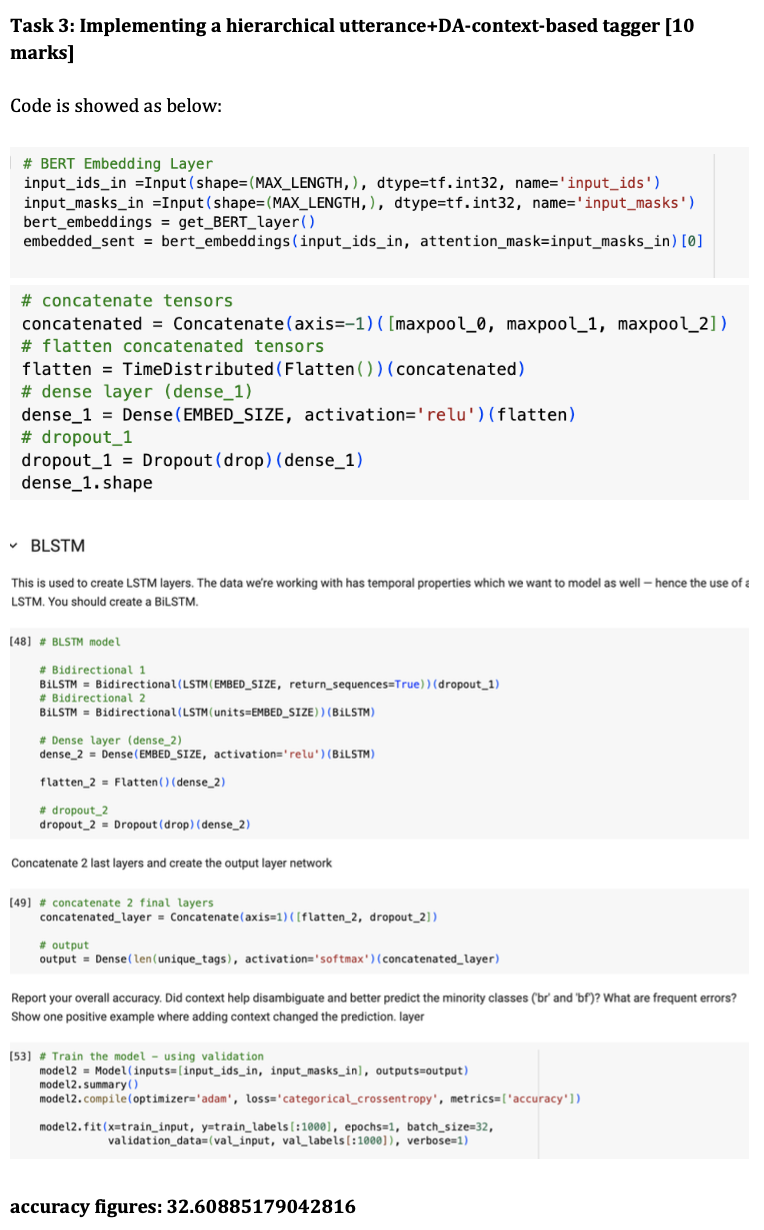 Task 3: Implementing a hierarchical utterance+DA-context-based tagger [10
marks]
Code is showed as below:
# BERT Embedding Layer
input_ids_in =Input(shape=(MAX_LENGTH,), dtype=tf.int32, name='input_ids')
input_masks_in =Input(shape=(MAX_LENGTH,), dtype=tf.int32, name='input_masks')
bert_embeddings = get_BERT_layer()
embedded_sent = bert_embeddings(input_ids_in, attention_mask=input_masks_in)[0]
# concatenate tensors
concatenated = Concatenate(axis=-1)([maxpool_0, maxpool_1, maxpool_2])
# flatten concatenated tensors
flatten = TimeDistributed(Flatten())(concatenated)
# dense layer (dense_1)
dense_1 = Dense(EMBED_SIZE, activation='relu')(flatten)
# dropout_1
dropout_1 = Dropout(drop)(dense_1)
dense_1.shape
BLSTM
This is used to create LSTM layers. The data we're working with has temporal properties which we want to model as well — hence the use of a
LSTM. You should create a BiLSTM.
[48] # BLSTM model
# Bidirectional 1
BiLSTM = Bidirectional(LSTM(EMBED_SIZE, return_sequences=True))(dropout_1)
# Bidirectional 2
BiLSTM = Bidirectional(LSTM(units=EMBED_SIZE))(BiLSTM)
# Dense layer (dense_2)
dense_2 = Dense(EMBED_SIZE, activation='relu')(BiLSTM)
flatten_2 = Flatten()(dense_2)
# dropout_2
dropout_2 = Dropout(drop)(dense_2)
Concatenate 2 last layers and create the output layer network
[49] # concatenate 2 final layers
concatenated_layer = Concatenate(axis=1)([flatten_2, dropout_2])
# output
output = Dense(len(unique_tags), activation='softmax')(concatenated_layer)
Report your overall accuracy. Did context help disambiguate and better predict the minority classes ('br' and 'bf')? What are frequent errors?
Show one positive example where adding context changed the prediction. layer
[53] # Train the model - using validation
model2 = Model(inputs=[input_ids_in, input_masks_in], outputs=output)
model2.summary()
model2.compile(optimizer='adam', loss='categorical_crossentropy', metrics=['accuracy'])
model2.fit(x=train_input, y=train_labels[:1000], epochs=1, batch_size=32,
validation_data=(val_input, val_labels[:1000]), verbose=1)
accuracy figures: 32.60885179042816